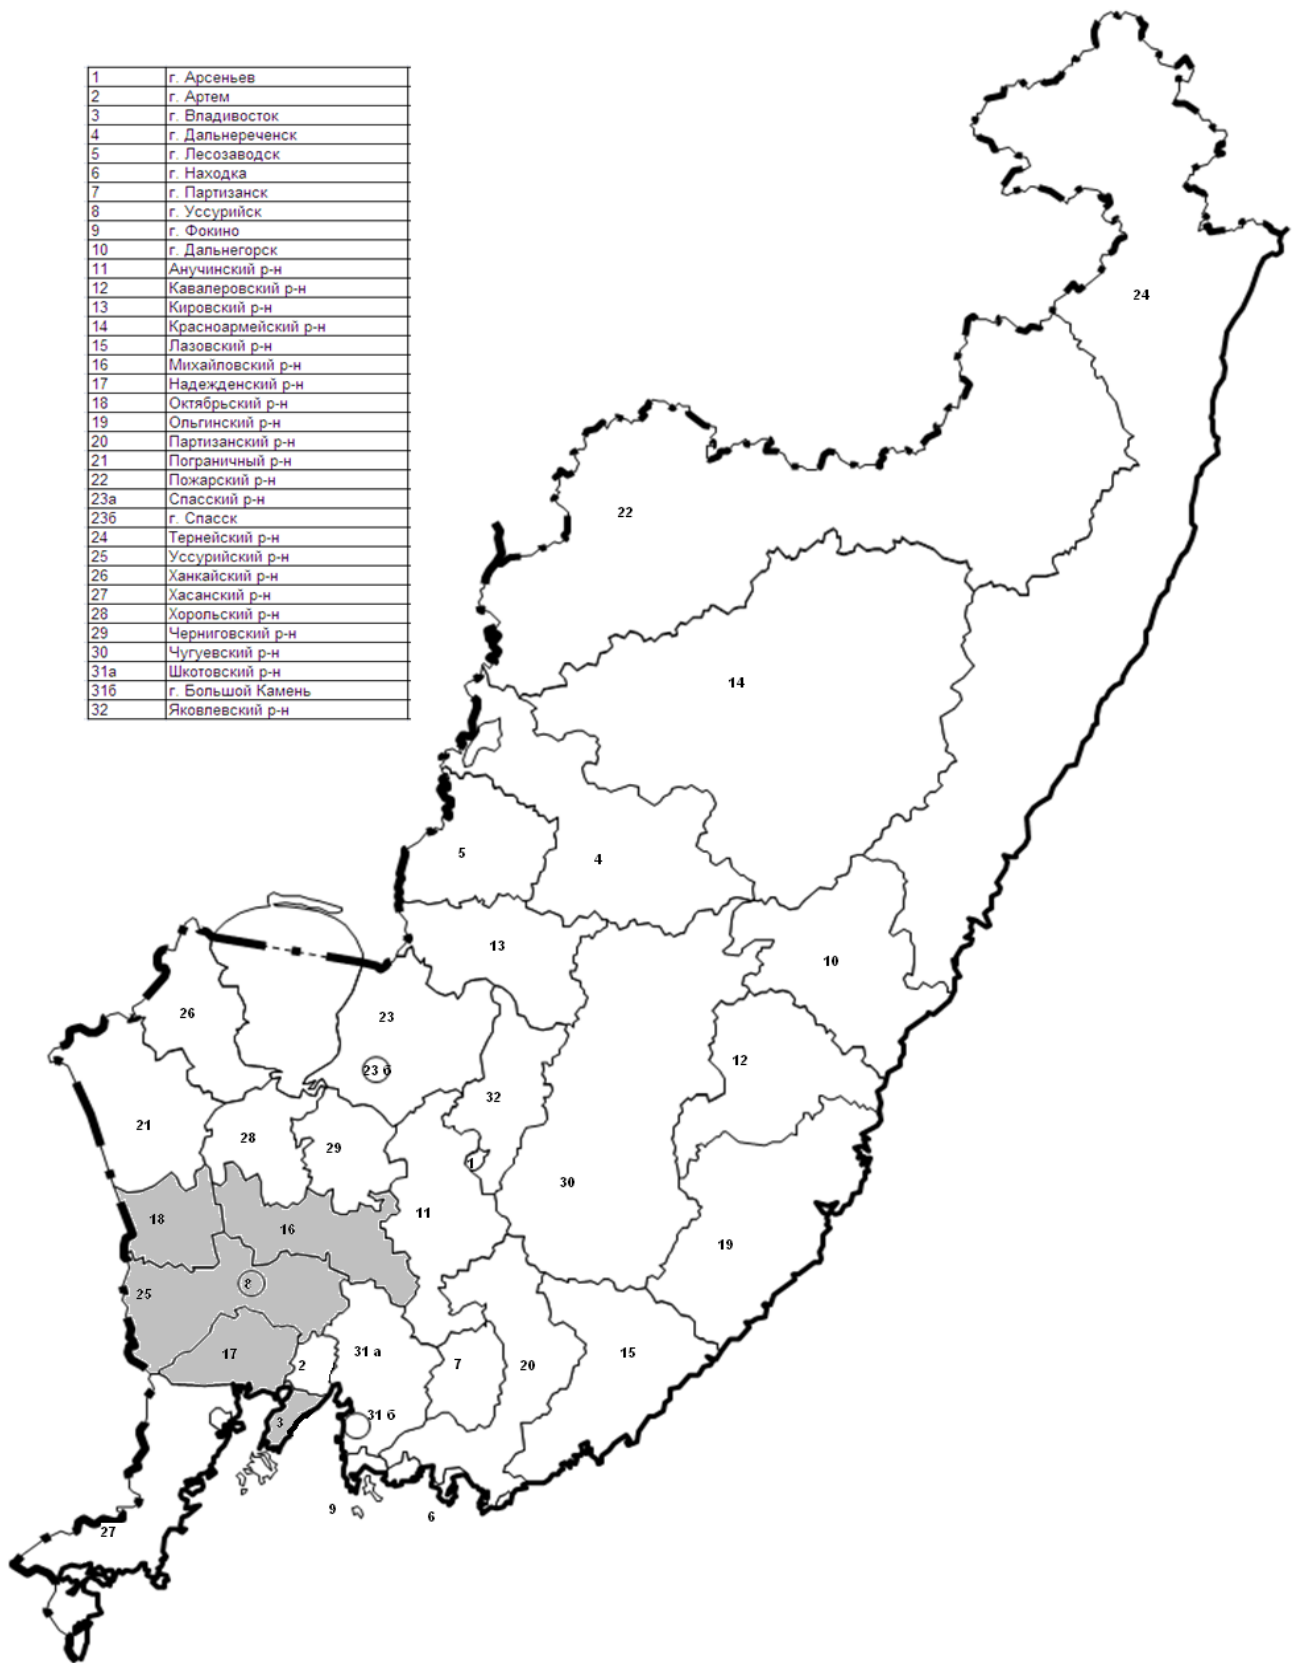 1 г. Арсеньев
2 г. Артем
3 г. Владивосток
4 г. Дальнереченск
5 г. Лесозаводск
6 г. Находка
7 г. Партизанск
8 г. Уссурийск
9 г. Фокино
10 г. Дальнегорск
11 Анучинский р-н
12 Кавалеровский р-н
13 Кировский р-н
14 Красноармейский р-н
15 Лазовский р-н
16 Михайловский р-н
17 Надежденский р-н
18 Октябрьский р-н
19 Ольгинский р-н
20 Партизанский р-н
21 Пограничный р-н
22 Пожарский р-н
23а Спасский р-н
23б г. Спасск
24 Тернейский р-н
25 Уссурийский р-н
26 Ханкайский р-н
27 Хасанский р-н
28 Хорольский р-н
29 Черниговский р-н
30 Чугуевский р-н
31а Шкотовский р-н
31б г. Большой Камень
32 Яковлевский р-н
24
22
14
5
4
13
10
26
23
12
23 б
32
21
28
29
1
30
18
16
11
19
25
8
17
2
31 а
7
20
15
3
31 б
9
6
27